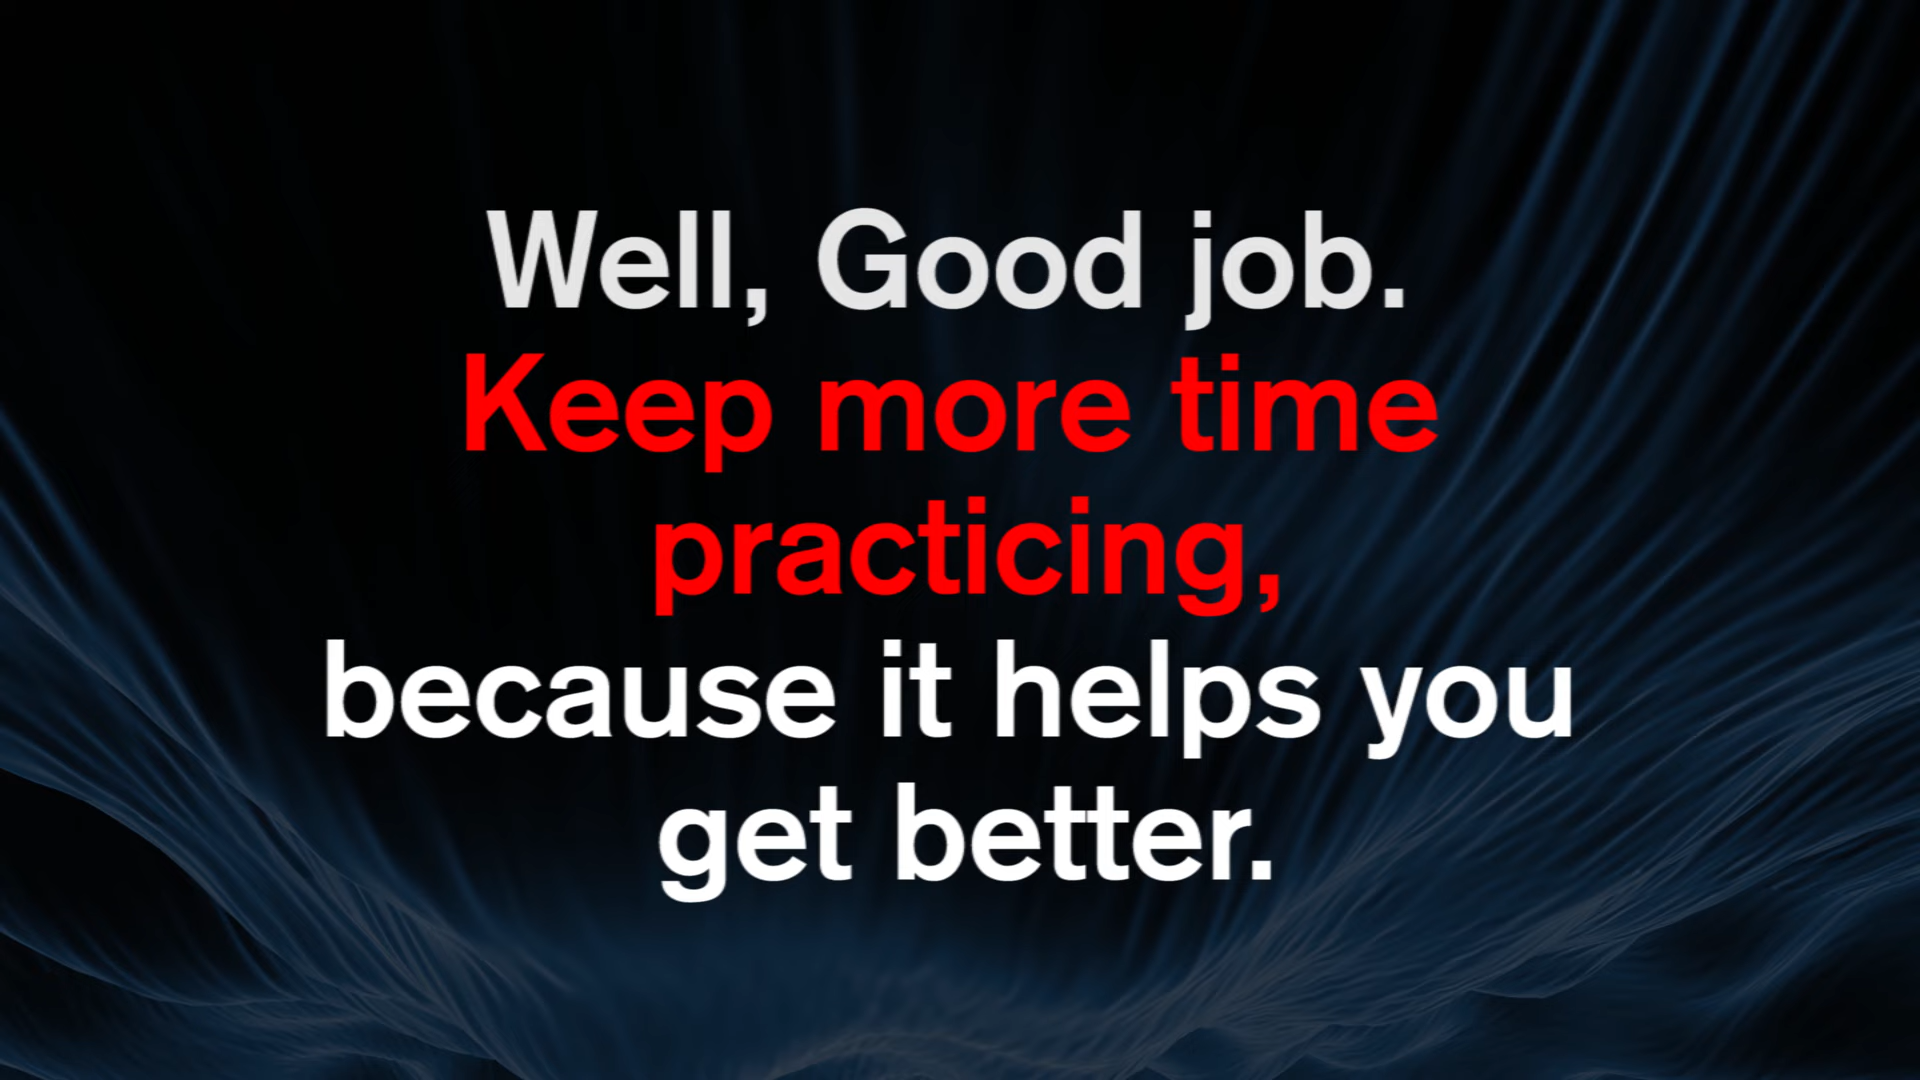 Well, Good job.
Keep more time
practicing,
because it helps you
get better.